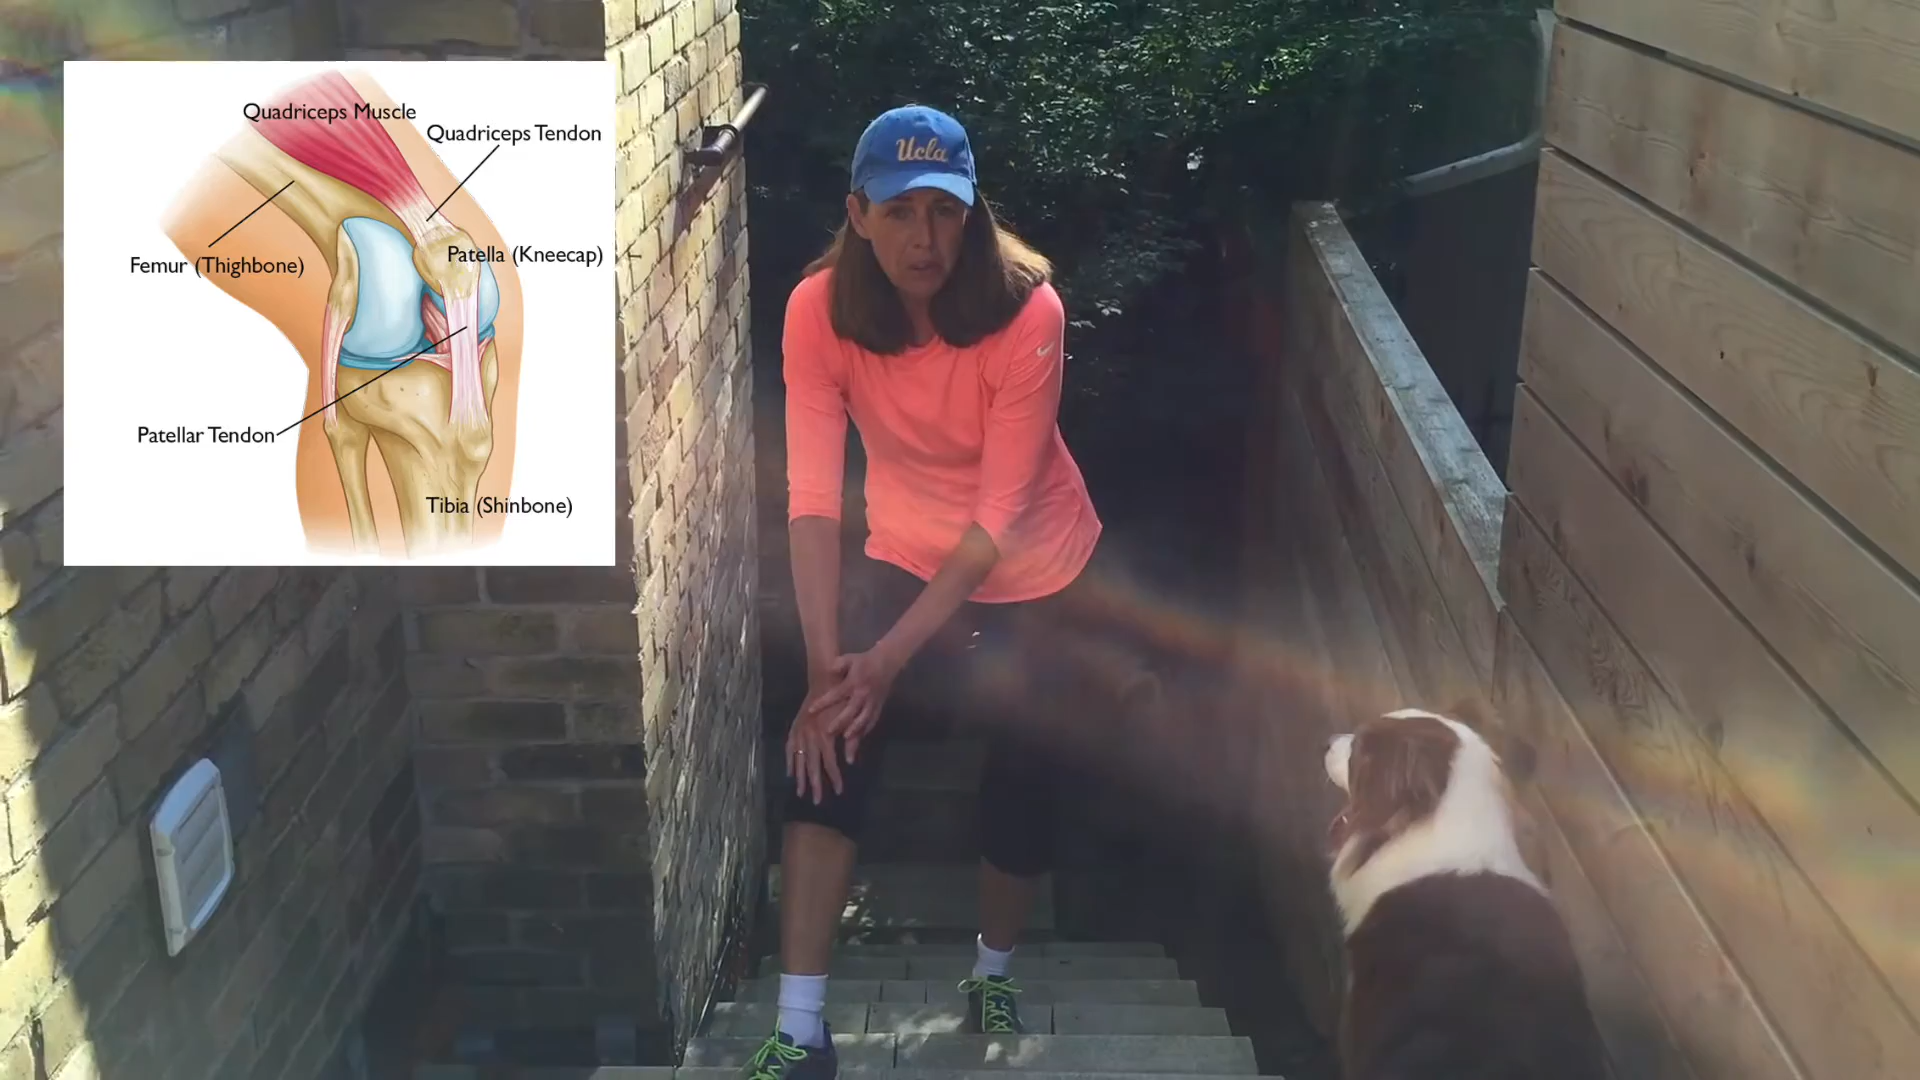 Quadriceps Muscle
Quadriceps Tendon
Patella (Kneecap)
Femur (Thighbone)
Patellar Tendon
Tibia (Shinbone)
Ucla